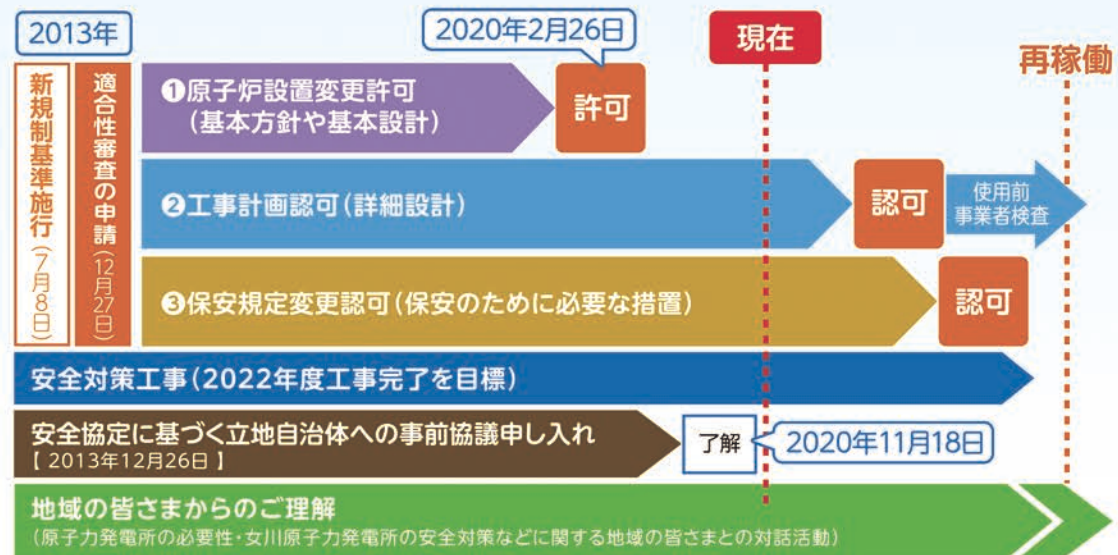 2013年
2020年2月26日
現在
再稼働
新規制基準施行(7月8日)
適合性審査の申請(12月27日)
❶原子炉設置変更許可
(基本方針や基本設計)
許可
❷工事計画認可(詳細設計)
認可
使用前
事業者検査
❸保安規定変更認可(保安のために必要な措置)
認可
安全対策工事(2022年度工事完了を目標)
安全協定に基づく立地自治体への事前協議申し入れ
【 2013年12月26日 】
了解
2020年11月18日
地域の皆さまからのご理解
(原子力発電所の必要性・女川原子力発電所の安全対策などに関する地域の皆さまとの対話活動)